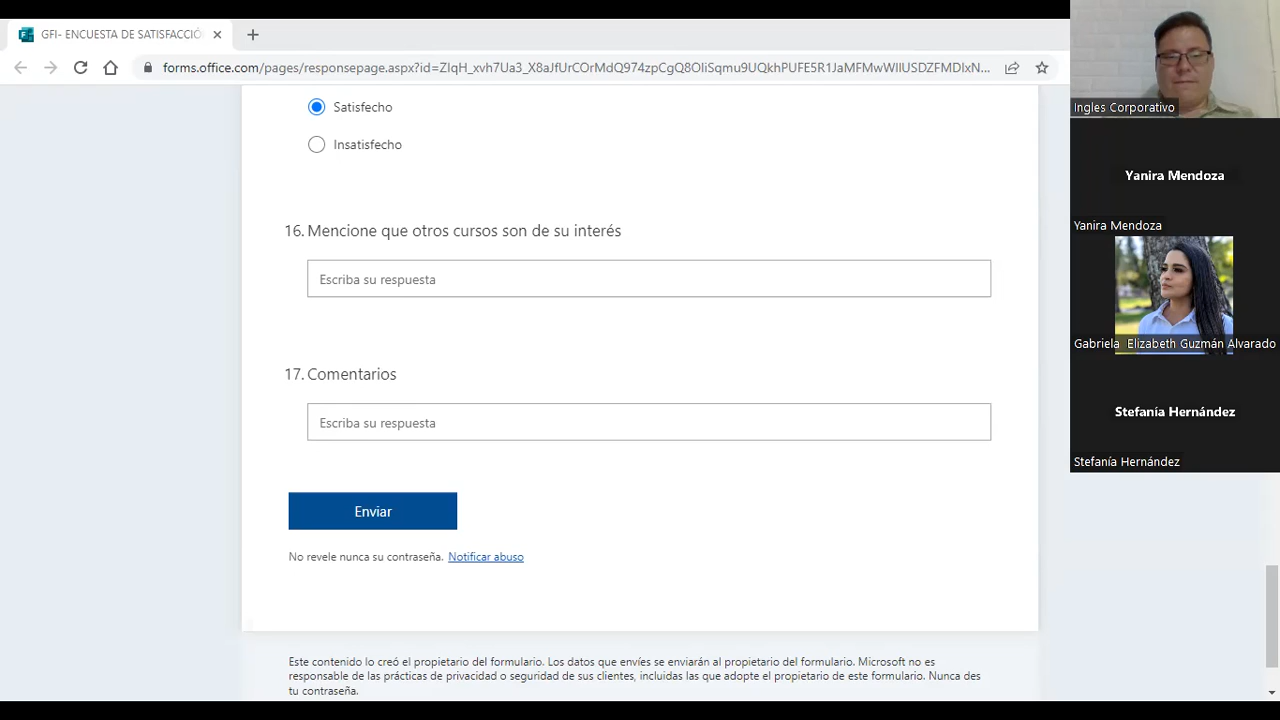 GFI- ENCUESTA DE SATISFACCIÓ
forms.office.com/pages/responsepage.aspx?id=
Satisfecho
Insatisfecho
16. Mencione que otros cursos son de su interés
Escriba su respuesta
17. Comentarios
Escriba su respuesta
Enviar
No revele nunca su contraseña. Notificar abuso
Este contenido lo creó el propietario del formulario. Los datos que envíes se enviarán al propietario del formulario. Microsoft no es
responsable de las prácticas de privacidad o seguridad de sus clientes, incluidas las que adopte el propietario de este formulario. Nunca des
tu contraseña.
Ingles Corporativo
Yanira Mendoza
Yanira Mendoza
Gabriela Elizabeth Guzmán Alvarado
Stefanía Hernández
Stefanía Hernández